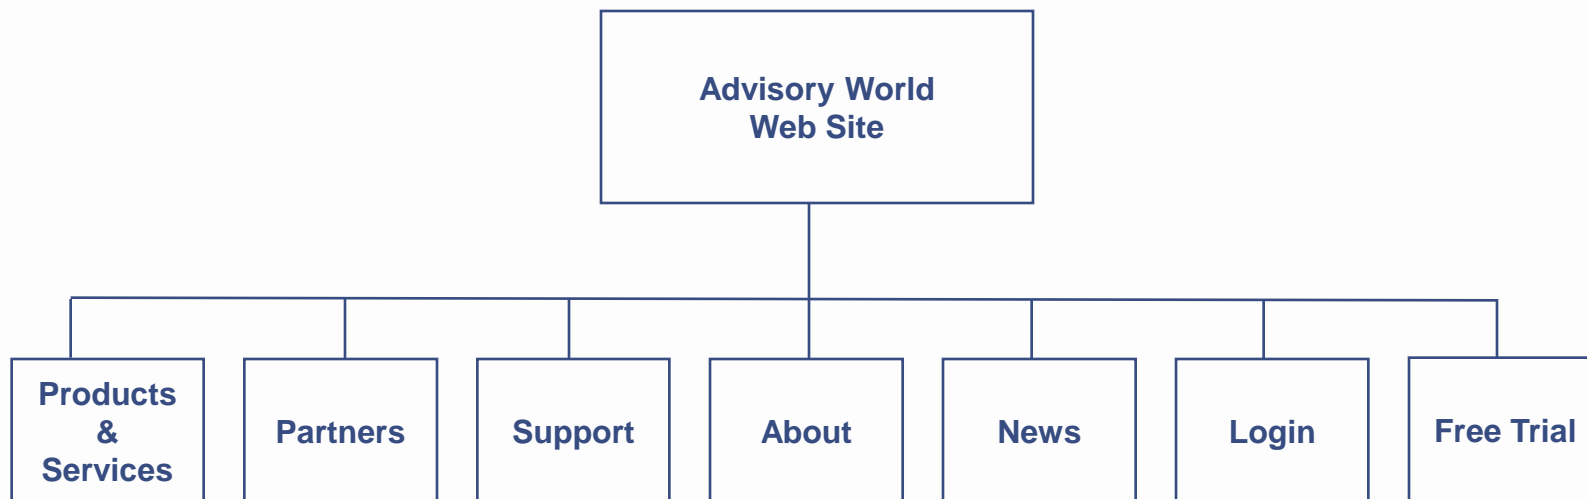 Advisory World
Web Site
Products
&
Services
Partners
Support
About
News
Login
Free Trial